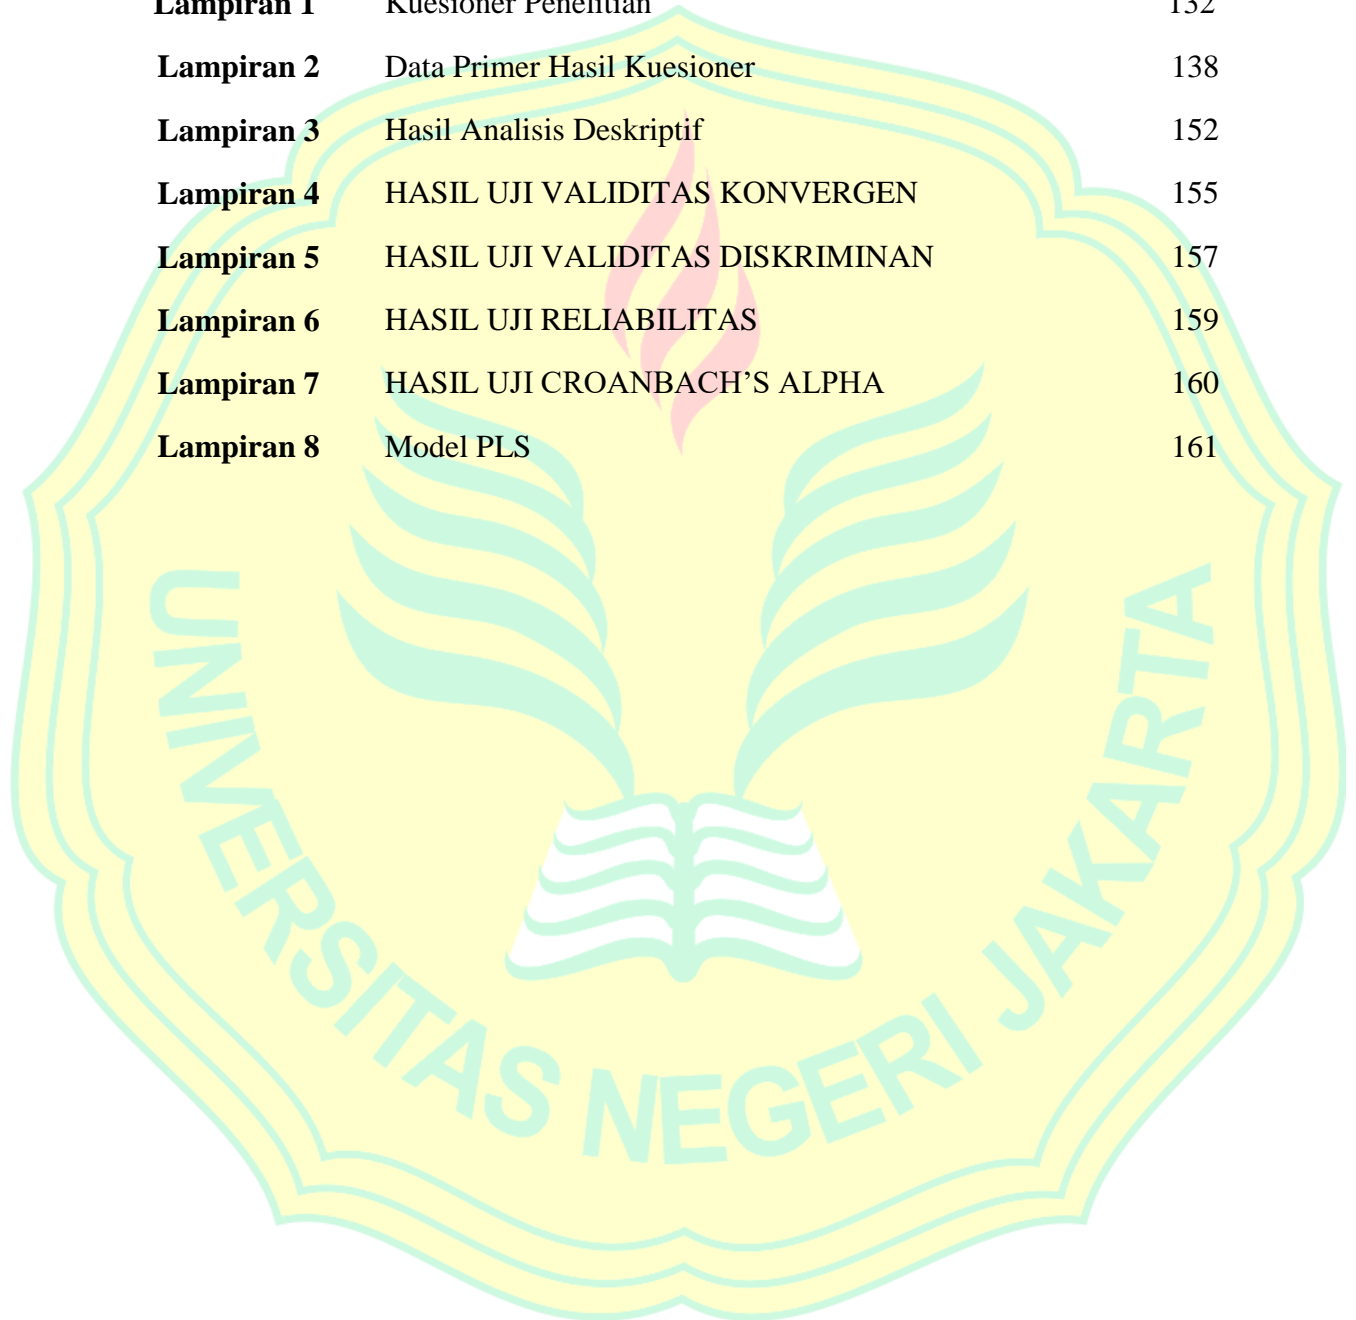 Lampiran 1 Kuesioner Penelitian 132
Lampiran 2 Data Primer Hasil Kuesioner 138
Lampiran 3 Hasil Analisis Deskriptif 152
Lampiran 4 HASIL UJI VALIDITAS KONVERGEN 155
Lampiran 5 HASIL UJI VALIDITAS DISKRIMINAN 157
Lampiran 6 HASIL UJI RELIABILITAS 159
Lampiran 7 HASIL UJI CROANBACH’S ALPHA 160
Lampiran 8 Model PLS 161
UNIVERSITAS NEGERI JAKARTA